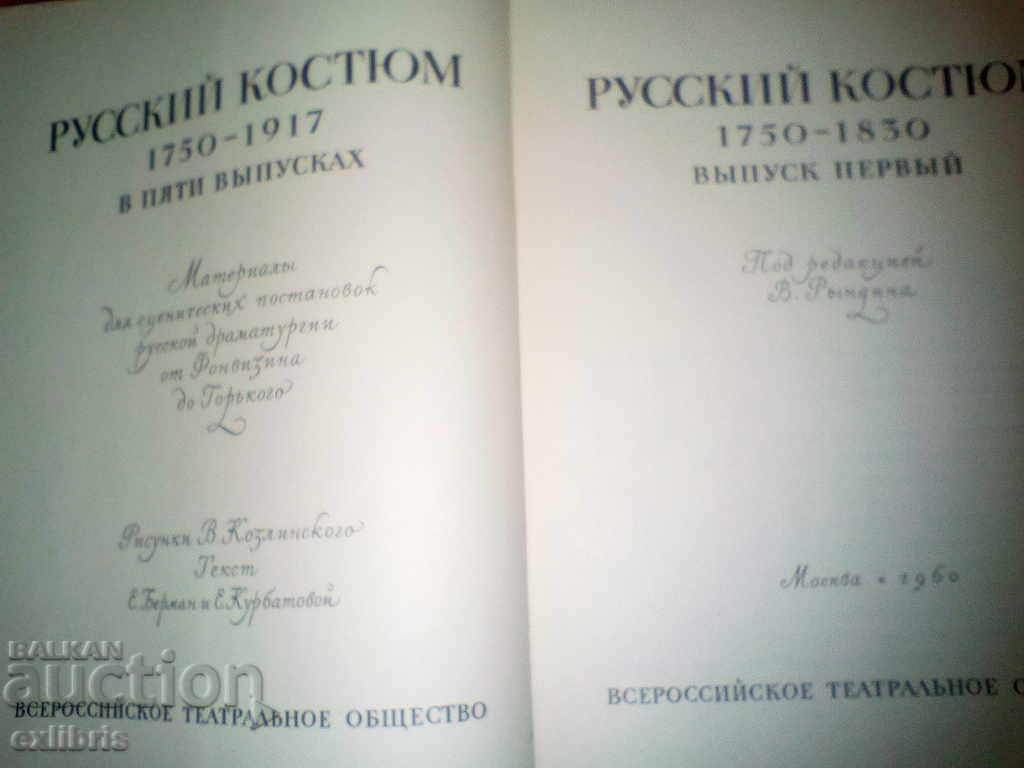 РУССКИЙ КОСТЮМ
1750-1917
В ПЯТИ ВЫПУСКАХ
Материалы
для сценических постановок
русской драматургии
от Фонвизина
до Горького
Рисунки В. Козлинского
Текст
Е. Берман и Е. Курбатовой
ВСЕРОССИЙСКОЕ ТЕАТРАЛЬНОЕ ОБЩЕСТВО
РУССКИЙ КОСТЮМ
1750-1830
ВЫПУСК ПЕРВЫЙ
Под редакцией
В. Рындина
Москва • 1960
ВСЕРОССИЙСКОЕ ТЕАТРАЛЬНОЕ О
BALKAN
auction
exlibris